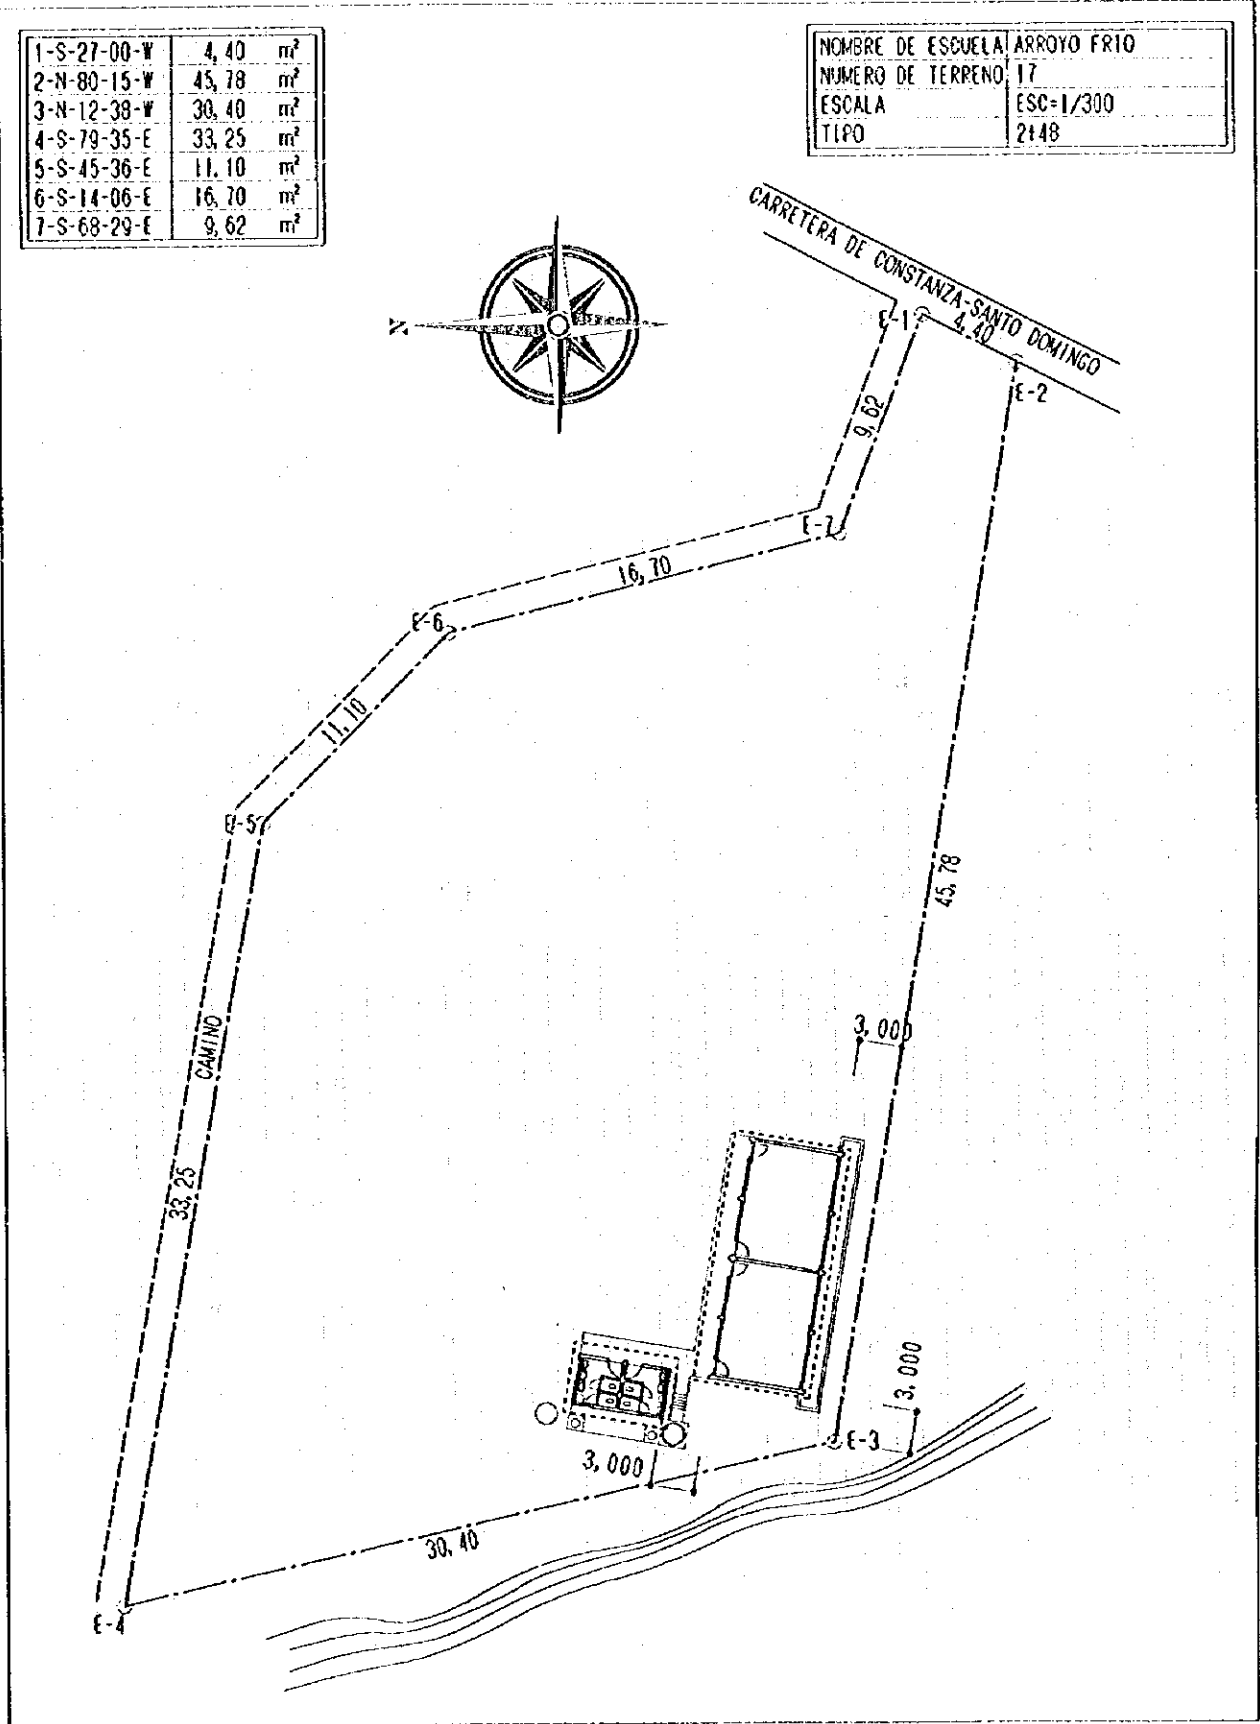 1-S-27-00-W 4,40 m²
2-N-80-15-W 45,78 m²
3-N-12-38-W 30,40 m²
4-S-79-35-E 33,25 m²
5-S-45-36-E 11,10 m²
6-S-14-06-E 16,70 m²
7-S-68-29-E 9,62 m²
NOMBRE DE ESCUELA ARROYO FRIO
NUMERO DE TERRENO 17
ESCALA ESC=1/300
TIPO 2148
CARRETERA DE CONSTANZA-SANTO DOMINGO
N
E-1
4,40
E-2
9,62
E-7
16,70
E-6
11,10
E-5
45,78
3,000
CAMINO
33,25
3,000
E-3
3,000
30,40
E-4